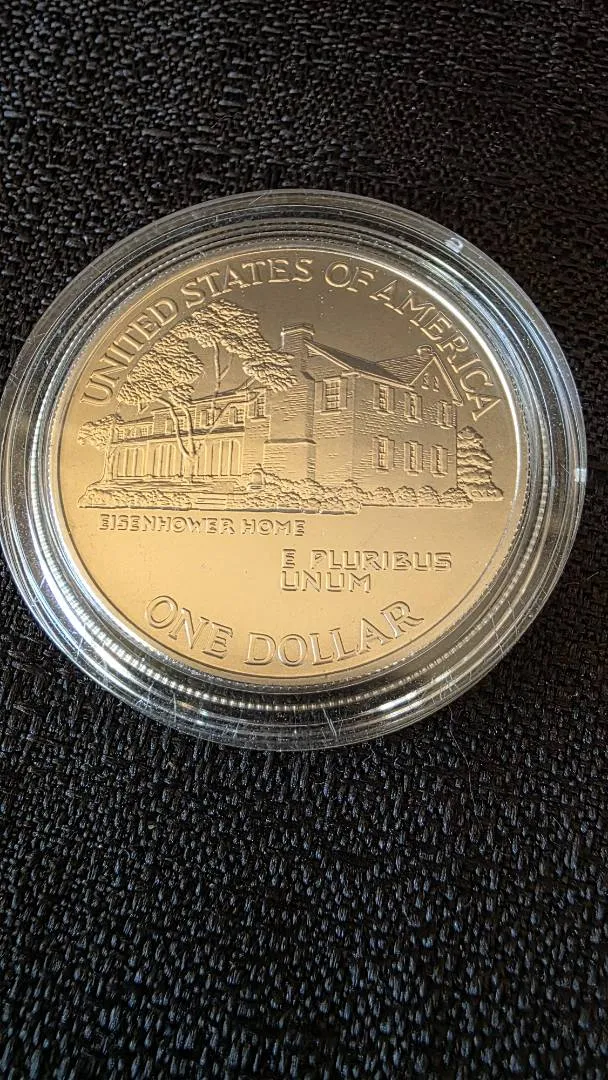 UNITED STATES OF AMERICA
EISENHOWER HOME
E PLURIBUS
UNUM
ONE DOLLAR